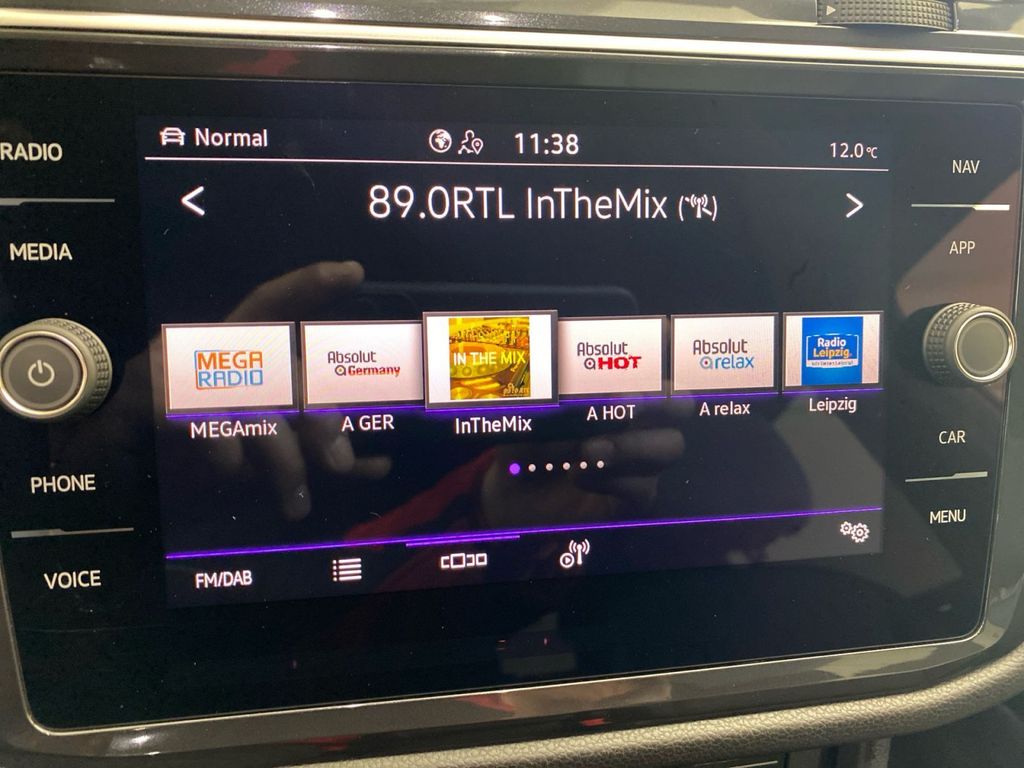 RADIO
MEDIA
PHONE
VOICE
Normal
11:38
12.0°C
<
89.0RTL InTheMix
>
MEGA
RADIO
MEGAmix
Absolut
Germany
A GER
IN THE MIX
InTheMix
Absolut
HOT
A HOT
Absolut
relax
A relax
Radio
Leipzig
Leipzig
FM/DAB
NAV
APP
CAR
MENU